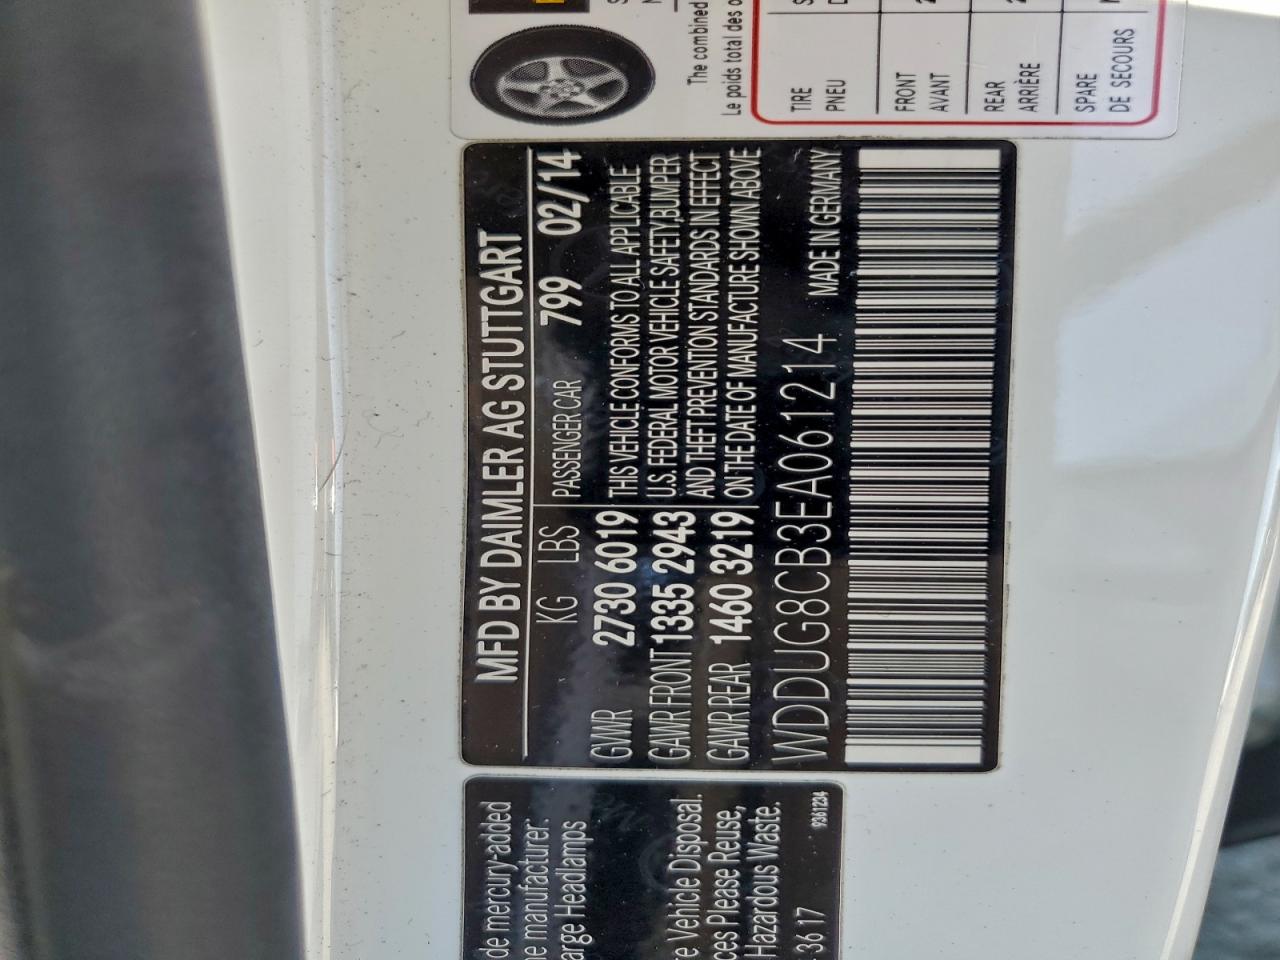 MFD BY DAIMLER AG STUTTGART
KG LBS PASSENGER CAR 799 02/14
GVWR 2730 6019 THIS VEHICLE CONFORMS TO ALL APPLICABLE
GAWR FRONT 1335 2943 U.S. FEDERAL MOTOR VEHICLE SAFETY,BUMPER
AND THEFT PREVENTION STANDARDS IN EFFECT
GAWR REAR 1460 3219 ON THE DATE OF MANUFACTURE SHOWN ABOVE
WDDUG8CB3EA061214 MADE IN GERMANY
de mercury-added
manufacturer.
Headlamps
Vehicle Disposal.
Please Reuse,
Hazardous Waste.
36 17 9361234
The combined
Le poids total des
TIRE
PNEU
FRONT
AVANT
REAR
ARRIÈRE
SPARE
DE SECOURS